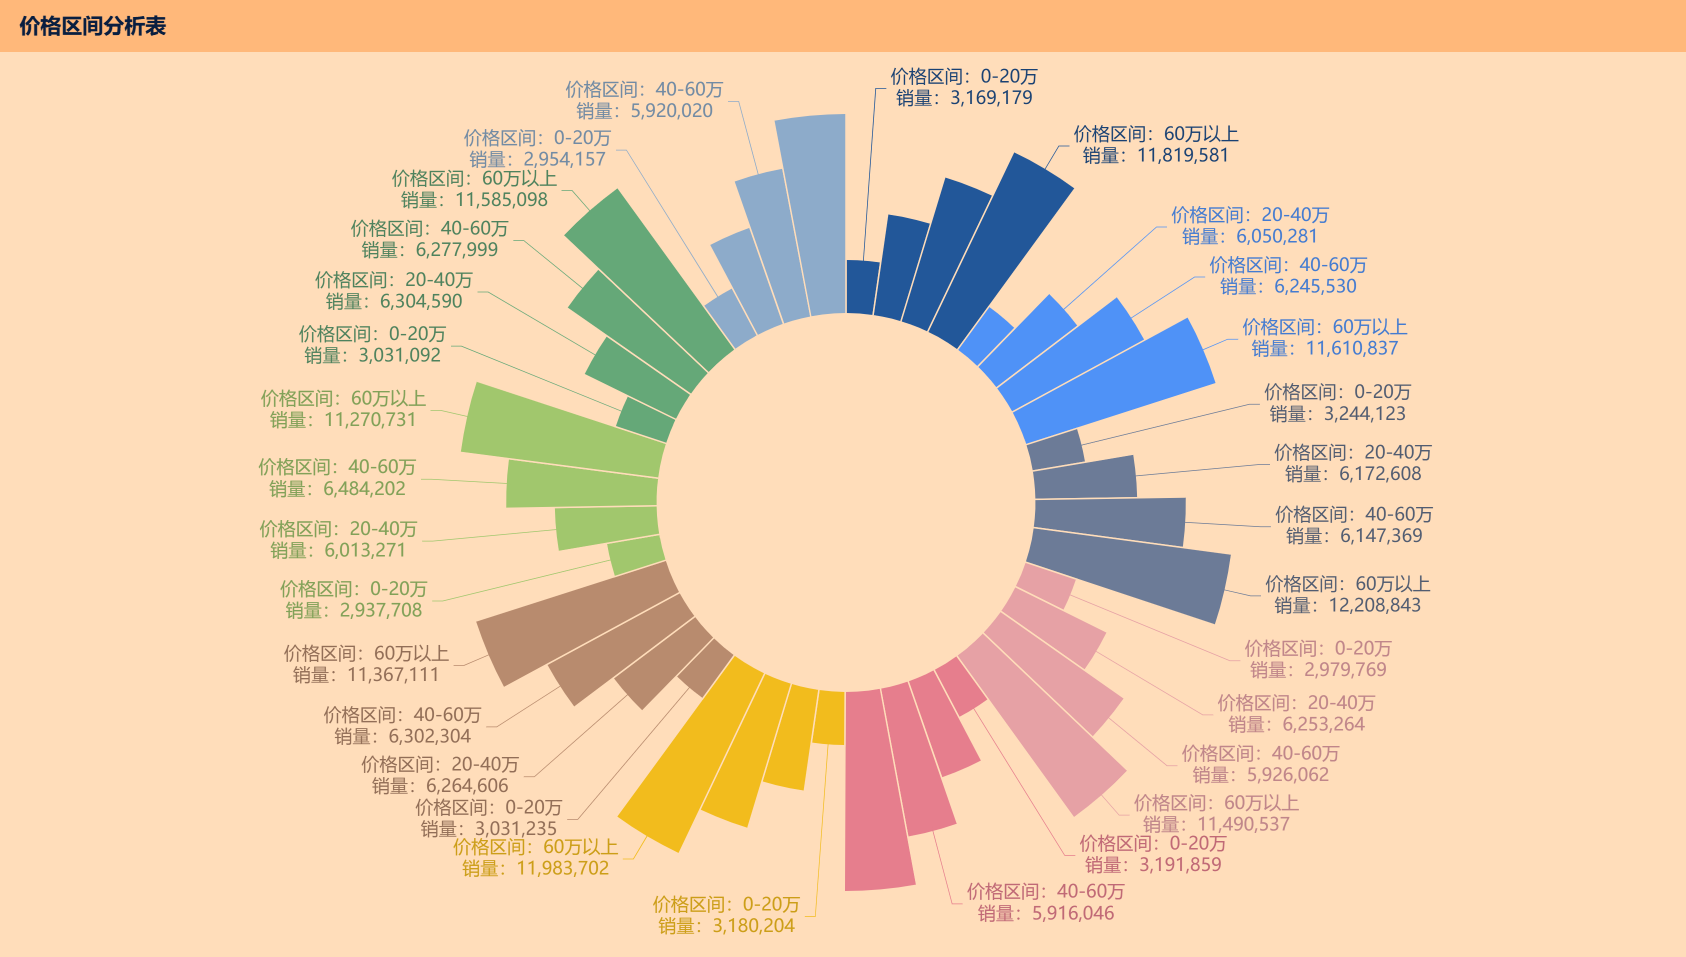 价格区间分析表
价格区间：0-20万
销量：3,169,179
价格区间：60万以上
销量：11,819,581
价格区间：20-40万
销量：6,050,281
价格区间：40-60万
销量：6,245,530
价格区间：60万以上
销量：11,610,837
价格区间：0-20万
销量：3,244,123
价格区间：20-40万
销量：6,172,608
价格区间：40-60万
销量：6,147,369
价格区间：60万以上
销量：12,208,843
价格区间：0-20万
销量：2,979,769
价格区间：20-40万
销量：6,253,264
价格区间：40-60万
销量：5,926,062
价格区间：60万以上
销量：11,490,537
价格区间：0-20万
销量：3,191,859
价格区间：40-60万
销量：5,916,046
价格区间：0-20万
销量：3,180,204
价格区间：60万以上
销量：11,983,702
价格区间：0-20万
销量：3,031,235
价格区间：20-40万
销量：6,264,606
价格区间：40-60万
销量：6,302,304
价格区间：60万以上
销量：11,367,111
价格区间：0-20万
销量：2,937,708
价格区间：20-40万
销量：6,013,271
价格区间：40-60万
销量：6,484,202
价格区间：60万以上
销量：11,270,731
价格区间：0-20万
销量：3,031,092
价格区间：20-40万
销量：6,304,590
价格区间：40-60万
销量：6,277,999
价格区间：60万以上
销量：11,585,098
价格区间：0-20万
销量：2,954,157
价格区间：40-60万
销量：5,920,020